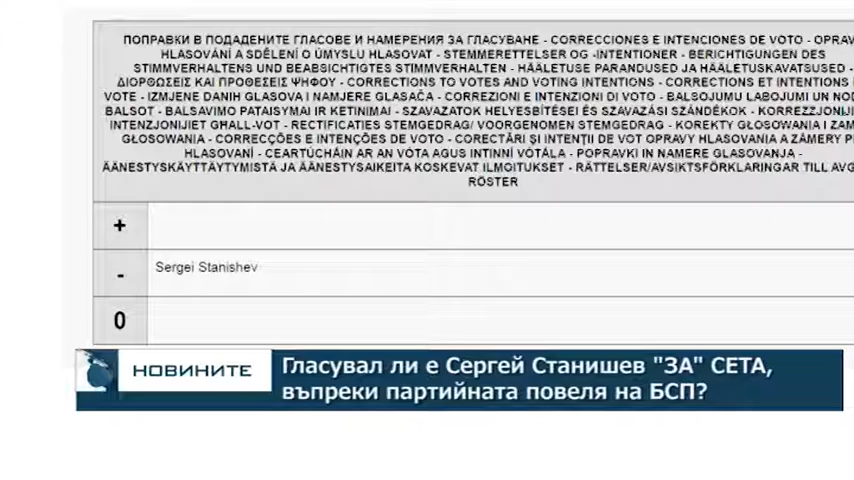 ПОПРАВКИ В ПОДАДЕНИТЕ ГЛАСОВЕ И НАМЕРЕНИЯ ЗА ГЛАСУВАНЕ - CORRECCIONES E INTENCIONES DE VOTO - OPRAV
HLASOVÁNÍ A SDĚLENÍ O ÚMYSLU HLASOVAT - STEMMERETTELSER OG -INTENTIONER - BERICHTIGUNGEN DES
STIMMVERHALTENS UND BEABSICHTIGTES STIMMVERHALTEN - HÄÄLETUSE PARANDUSED JA HÄÄLETUSKAVATSUSED -
ΔΙΟΡΘΩΣΕΙΣ ΚΑΙ ΠΡΟΘΕΣΕΙΣ ΨΗΦΟΥ - CORRECTIONS TO VOTES AND VOTING INTENTIONS - CORRECTIONS ET INTENTIONS
VOTE - IZMJENE DANIH GLASOVA I NAMJERE GLASAČA - CORREZIONI E INTENZIONI DI VOTO - BALSOJUMU LABOJUMI UN NOD
BALSOT - BALSAVIMO PATAISYMAI IR KETINIMAI - SZAVAZATOK HELYESBÍTÉSEI ÉS SZAVAZÁSI SZÁNDÉKOK - KORREZZJONIJIET
INTENZJONIJIET GĦALL-VOT - RECTIFICATIES STEMGEDRAG/ VOORGENOMEN STEMGEDRAG - KOREKTY GŁOSOWANIA I ZAM
GŁOSOWANIA - CORRECÇÕES E INTENÇÕES DE VOTO - CORECTĂRI ŞI INTENŢII DE VOT OPRAVY HLASOVANIA A ZÁMERY
HLASOVANÍ - CEARTÚCHÁIN AR AN VÓTA AGUS INTINNÍ VÓTÁLA - POPRAVKI IN NAMERE GLASOVANJA -
ÄÄNESTYSKÄYTTÄYTYMISTÄ JA ÄÄNESTYSAIKEITA KOSKEVAT ILMOITUKSET - RÄTTELSER/AVSIKTSFÖRKLARINGAR TILL AVG
RÖSTER
+
- Sergei Stanishev
0
НОВИНИТЕ
Гласувал ли е Сергей Станишев "ЗА" СЕТА,
въпреки партийната повеля на БСП?